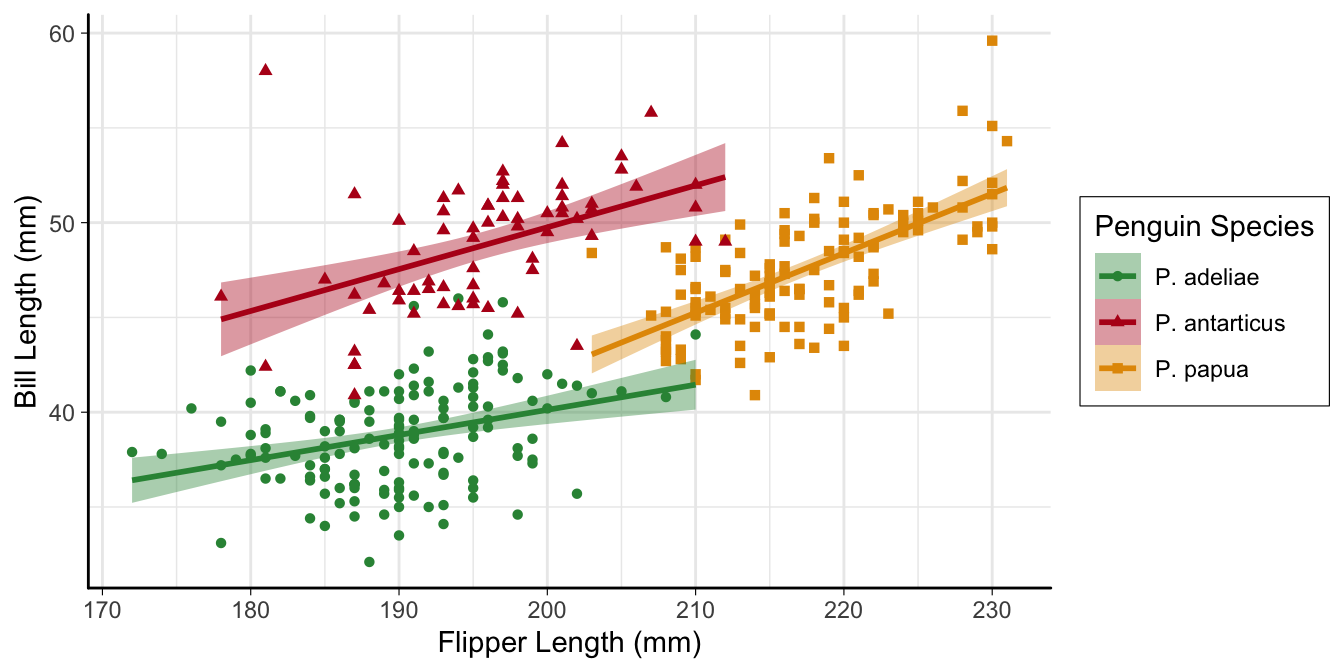 60
50
40
Bill Length (mm)
170 180 190 200 210 220 230
Flipper Length (mm)
Penguin Species
P. adeliae
P. antarticus
P. papua